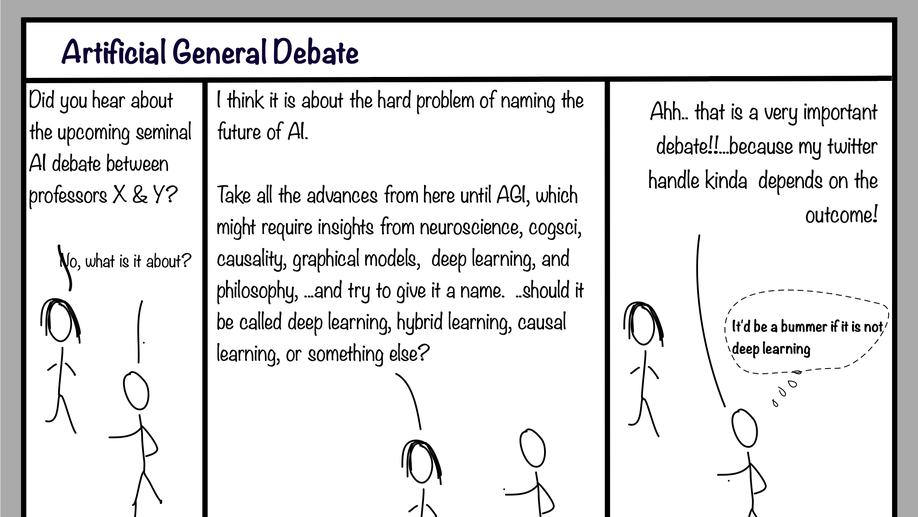 Artificial General Debate
Did you hear about
the upcoming seminal
AI debate between
professors X & Y?
No, what is it about?
I think it is about the hard problem of naming the
future of AI.
Take all the advances from here until AGI, which
might require insights from neuroscience, cogsci,
causality, graphical models, deep learning, and
philosophy, ...and try to give it a name. ..should it
be called deep learning, hybrid learning, causal
learning, or something else?
Ahh.. that is a very important
debate!!...because my twitter
handle kinda depends on the
outcome!
It'd be a bummer if it is not
deep learning